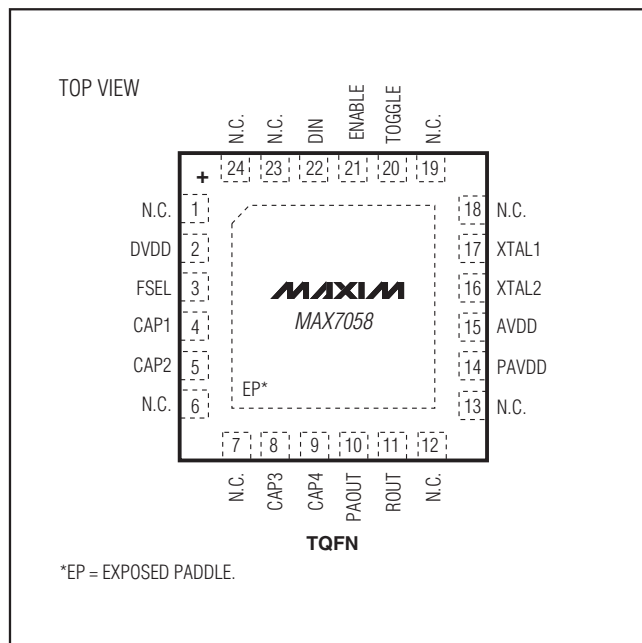 TOP VIEW
N.C.
N.C.
DIN
ENABLE
TOGGLE
N.C.
24 23 22 21 20 19
+
N.C. 1
DVDD 2
FSEL 3
CAP1 4
CAP2 5
N.C. 6
18 N.C.
17 XTAL1
16 XTAL2
15 AVDD
14 PAVDD
13 N.C.
MAXIM
MAX7058
EP*
7 8 9 10 11 12
N.C.
CAP3
CAP4
PAOUT
ROUT
N.C.
TQFN
*EP = EXPOSED PADDLE.